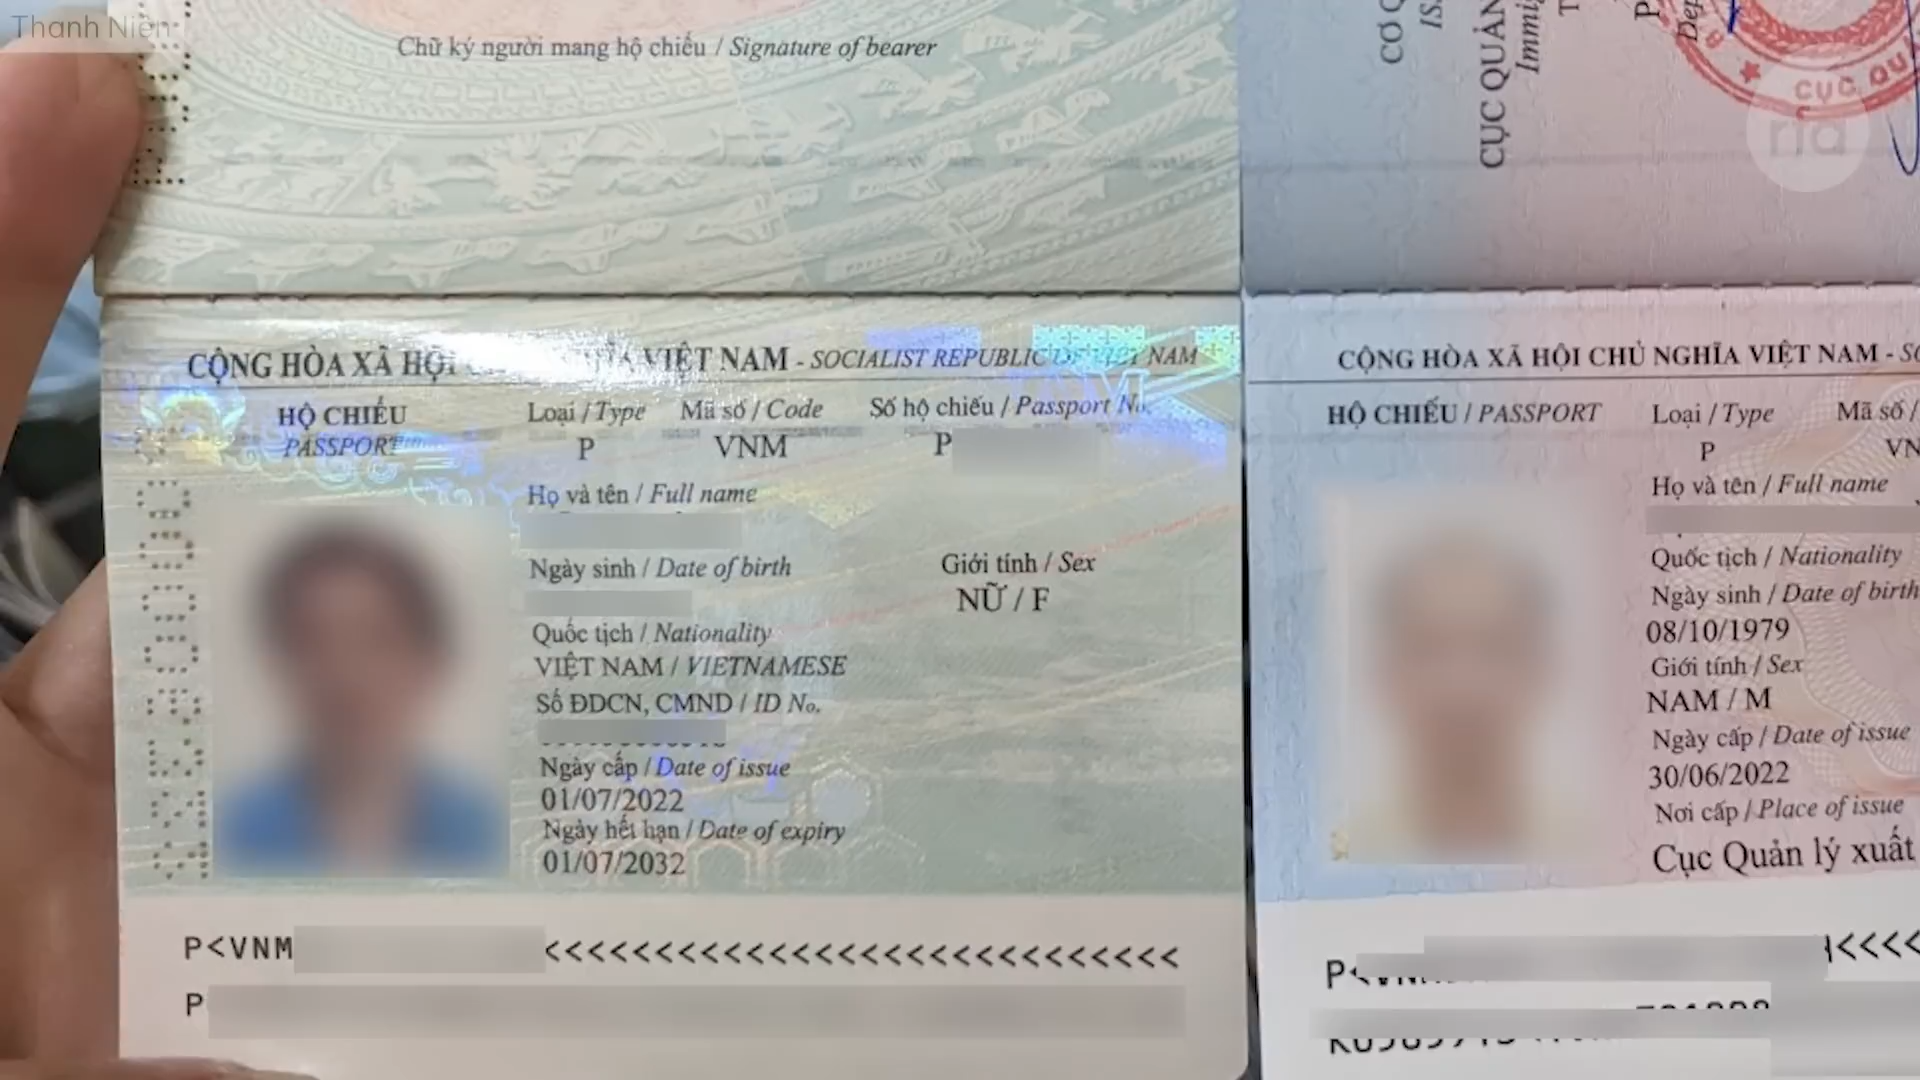 Thanh Niên
Chữ ký người mang hộ chiếu / Signature of bearer
CỤC QUẢN
CỤC QU
rfa
CỘNG HÒA XÃ HỘI VIỆT NAM - SOCIALIST REPUBLIC OF VIET NAM
HỘ CHIẾU
PASSPORT
Loại / Type
P
Mã số / Code
VNM
Số hộ chiếu / Passport No.
P
Họ và tên / Full name
Ngày sinh / Date of birth
Giới tính / Sex
NỮ / F
Quốc tịch / Nationality
VIỆT NAM / VIETNAMESE
Số ĐDCN, CMND / ID No.
Ngày cấp / Date of issue
01/07/2022
Ngày hết hạn / Date of expiry
01/07/2032
P<VNM <<<<<<<<<<<<<<<<<<<<<<<<<<<<<
P
CỘNG HÒA XÃ HỘI CHỦ NGHĨA VIỆT NAM - SO
HỘ CHIẾU / PASSPORT
Loại / Type
P
Mã số /
VN
Họ và tên / Full name
Quốc tịch / Nationality
Ngày sinh / Date of birth
08/10/1979
Giới tính / Sex
NAM / M
Ngày cấp / Date of issue
30/06/2022
Nơi cấp / Place of issue
Cục Quản lý xuất